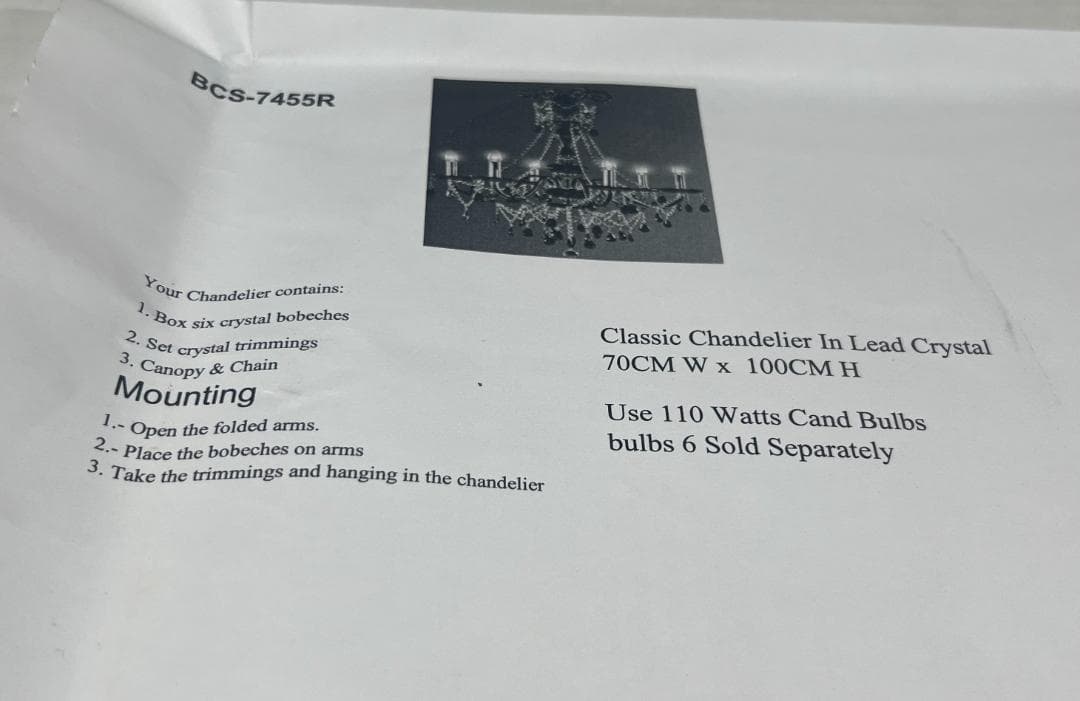 BCS-7455R
Your Chandelier contains:
1. Box six crystal bobeches
2. Set crystal trimmings
3. Canopy & Chain
Mounting
1.- Open the folded arms.
2.- Place the bobeches on arms
3. Take the trimmings and hanging in the chandelier
Classic Chandelier In Lead Crystal
70CM W x 100CM H
Use 110 Watts Cand Bulbs
bulbs 6 Sold Separately